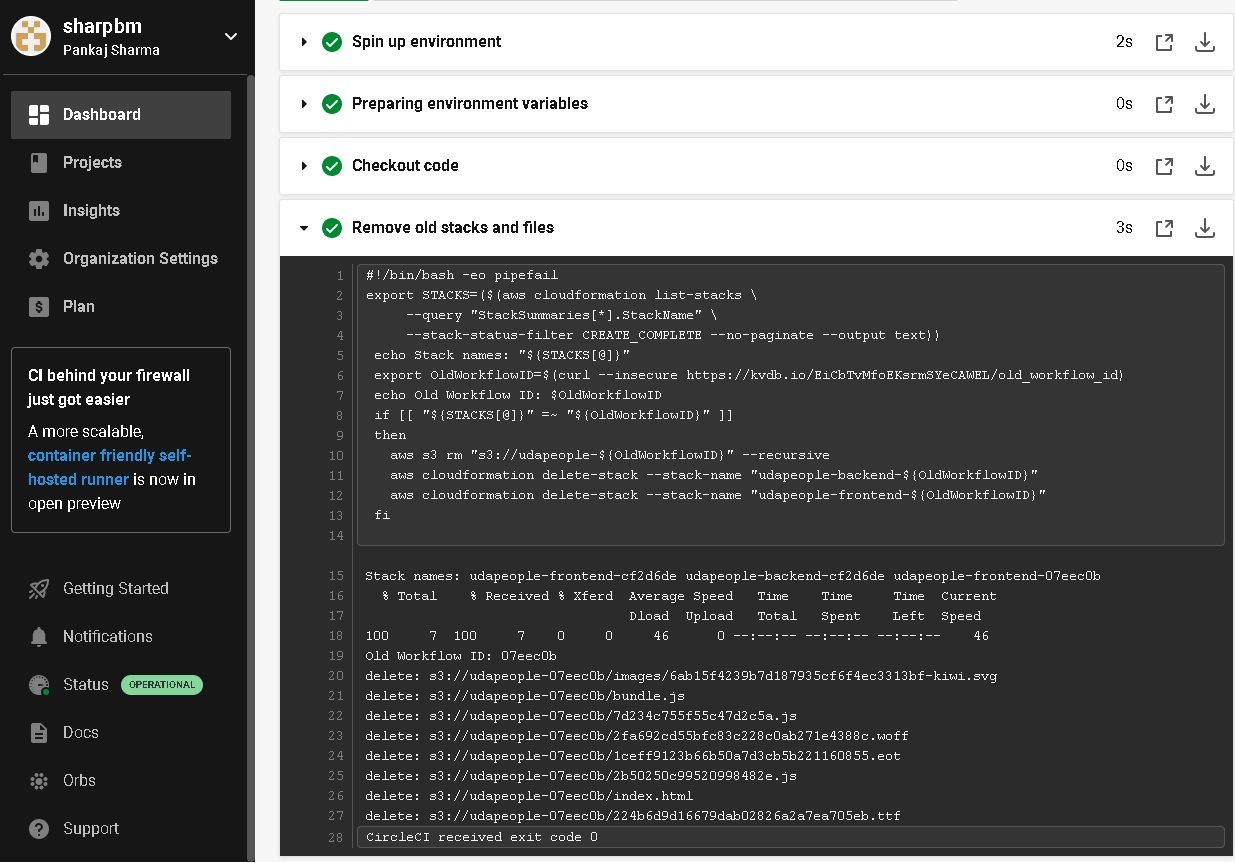 sharpbm
Pankaj Sharma
Dashboard
Projects
Insights
Organization Settings
Plan
CI behind your firewall
just got easier
A more scalable,
container friendly self-
hosted runner is now in
open preview
Getting Started
Notifications
Status OPERATIONAL
Docs
Orbs
Support
Spin up environment 2s
Preparing environment variables 0s
Checkout code 0s
Remove old stacks and files 3s
1 #!/bin/bash -eo pipefail
2 export STACKS=($(aws cloudformation list-stacks \
3 --query "StackSummaries[*].StackName" \
4 --stack-status-filter CREATE_COMPLETE --no-paginate --output text))
5 echo Stack names: "${STACKS[@]}"
6 export OldWorkflowID=$(curl --insecure https://kvdb.io/EiCbTvMfoEKsrmSYeCAWEL/old_workflow_id)
7 echo Old Workflow ID: $OldWorkflowID
8 if [[ "${STACKS[@]}" =~ "${OldWorkflowID}" ]]
9 then
10 aws s3 rm "s3://udapeople-${OldWorkflowID}" --recursive
11 aws cloudformation delete-stack --stack-name "udapeople-backend-${OldWorkflowID}"
12 aws cloudformation delete-stack --stack-name "udapeople-frontend-${OldWorkflowID}"
13 fi
14
15 Stack names: udapeople-frontend-cf2d6de udapeople-backend-cf2d6de udapeople-frontend-07eec0b
16 % Total % Received % Xferd Average Speed Time Time Time Current
17 Dload Upload Total Spent Left Speed
18 100 7 100 7 0 0 46 0 --:--:-- --:--:-- --:--:-- 46
19 Old Workflow ID: 07eec0b
20 delete: s3://udapeople-07eec0b/images/6ab15f4239b7d187935cf6f4ec3313bf-kiwi.svg
21 delete: s3://udapeople-07eec0b/bundle.js
22 delete: s3://udapeople-07eec0b/7d234c755f55c47d2c5a.js
23 delete: s3://udapeople-07eec0b/2fa692cd55bfc83c228c0ab271e4388c.woff
24 delete: s3://udapeople-07eec0b/1ceff9123b66b50a7d3cb5b221160855.eot
25 delete: s3://udapeople-07eec0b/2b50250c99520998482e.js
26 delete: s3://udapeople-07eec0b/index.html
27 delete: s3://udapeople-07eec0b/224b6d9d16679dab02826a2a7ea705eb.ttf
28 CircleCI received exit code 0